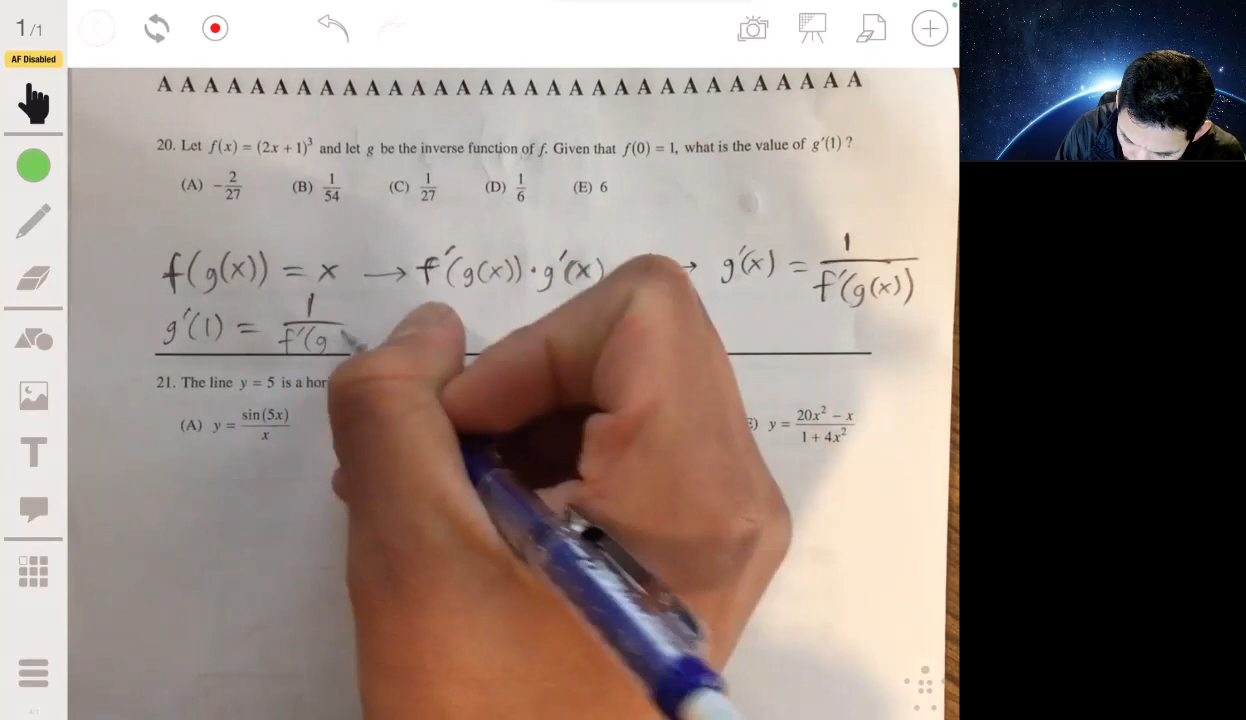 1/1
AF Disabled
A A A A A A A A A A A A A A A A A A A A A A A A A A A A A A A
20. Let f(x) = (2x + 1)³ and let g be the inverse function of f. Given that f(0) = 1, what is the value of g′(1) ?
(A) −2/27 (B) 1/54 (C) 1/27 (D) 1/6 (E) 6
f(g(x)) = x → f′(g(x))·g′(x) → g′(x) = 1/f′(g(x))
g′(1) = 1/f′(g
21. The line y = 5 is a hor
(A) y = sin(5x)/x E) y = 20x² − x/1 + 4x²
T